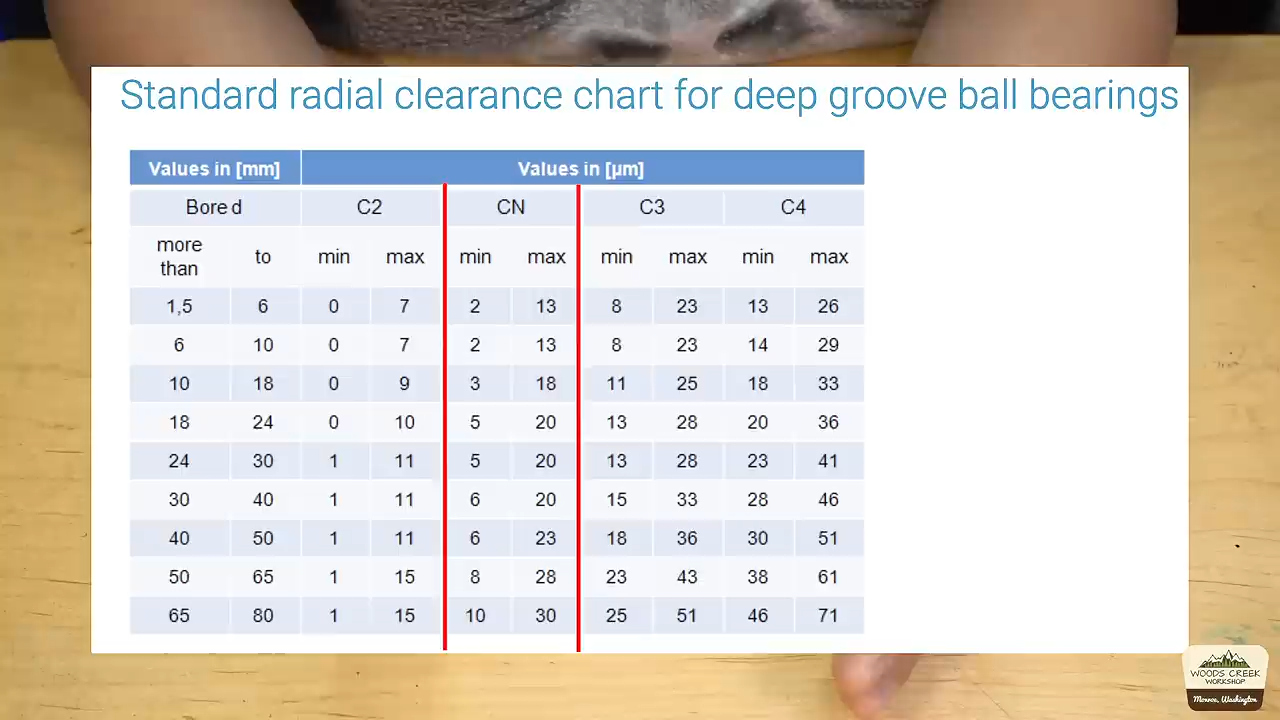 Standard radial clearance chart for deep groove ball bearings
Values in [mm] Values in [µm]
Bore d C2 CN C3 C4
more than to min max min max min max min max
1,5 6 0 7 2 13 8 23 13 26
6 10 0 7 2 13 8 23 14 29
10 18 0 9 3 18 11 25 18 33
18 24 0 10 5 20 13 28 20 36
24 30 1 11 5 20 13 28 23 41
30 40 1 11 6 20 15 33 28 46
40 50 1 11 6 23 18 36 30 51
50 65 1 15 8 28 23 43 38 61
65 80 1 15 10 30 25 51 46 71
WOODS CREEK
WORKSHOP
Monroe, Washington